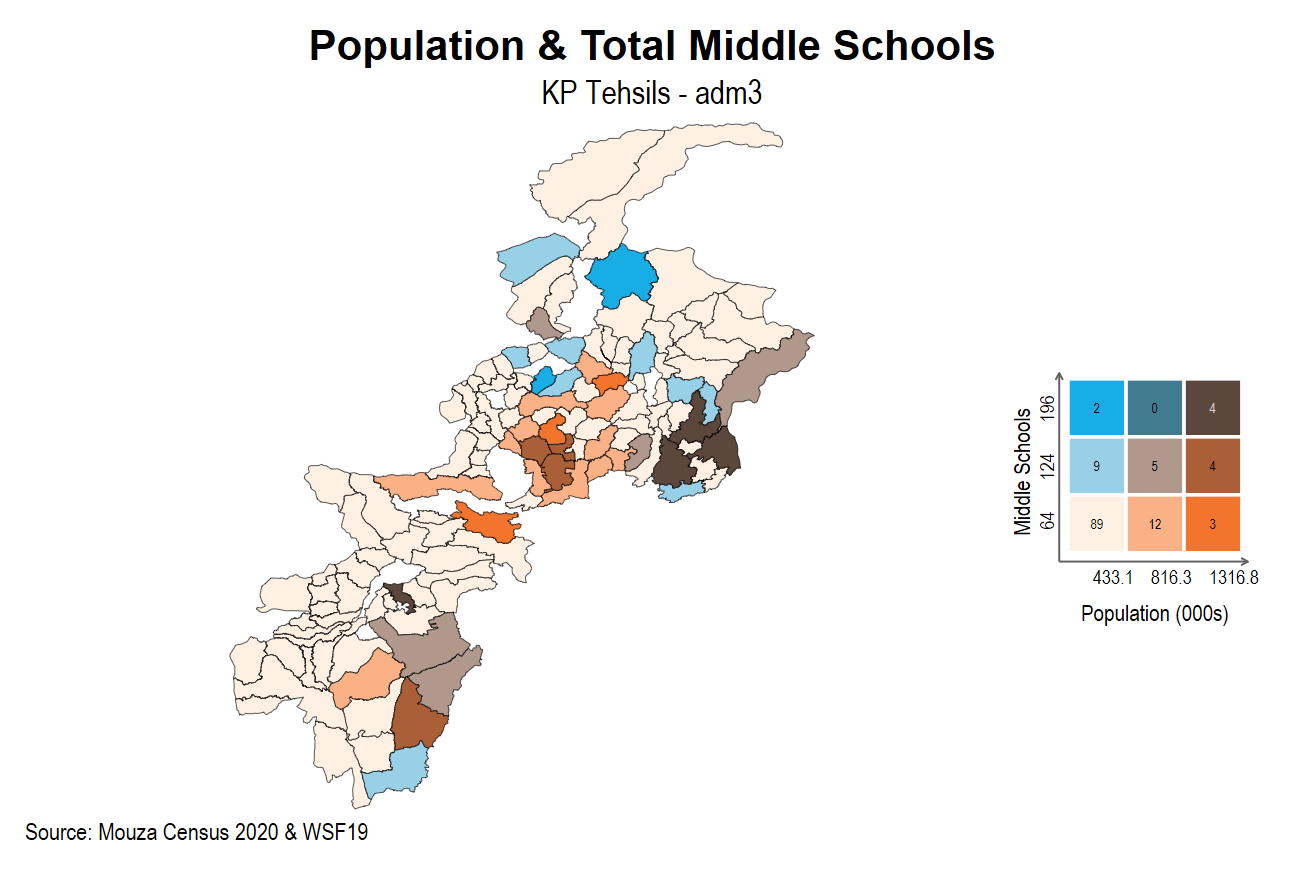 Population & Total Middle Schools
KP Tehsils - adm3
Middle Schools
196
124
64
2 0 4
9 5 4
89 12 3
433.1 816.3 1316.8
Population (000s)
Source: Mouza Census 2020 & WSF19